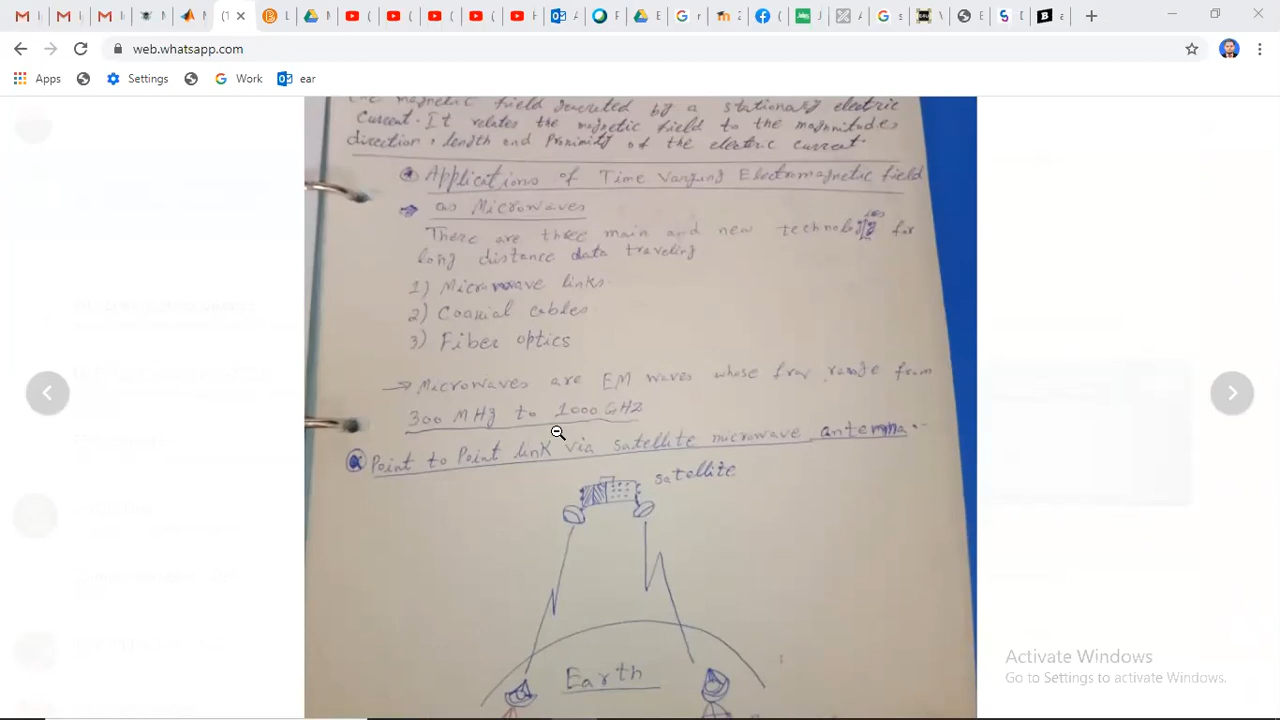 web.whatsapp.com
Apps
Settings
Work
ear
the magnetic field generated by a stationary electric
current. It relates the magnetic field to the magnitudes
direction, length and Proximity of the electric current.
Applications of Time Varying Electromagnetic field
as Microwaves
There are three main and new technologies for
long distance data traveling
1) Microwave links.
2) Coaxial cables.
3) Fiber optics
→ Microwaves are EM waves whose frqv range from
300 MHz to 1000 GHZ
Point to Point link via satellite microwave antenna.
satellite
Earth
Activate Windows
Go to Settings to activate Windows.